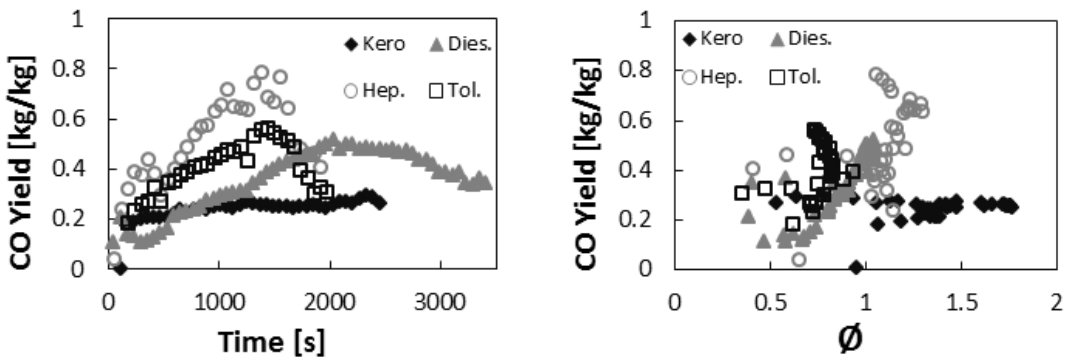 CO Yield [kg/kg]
1
0.8
0.6
0.4
0.2
0
Kero Dies.
Hep. Tol.
0 1000 2000 3000
Time [s]
CO Yield [kg/kg]
1
0.8
0.6
0.4
0.2
0
Kero Dies.
Hep. Tol.
0 0.5 1 1.5 2
Ø